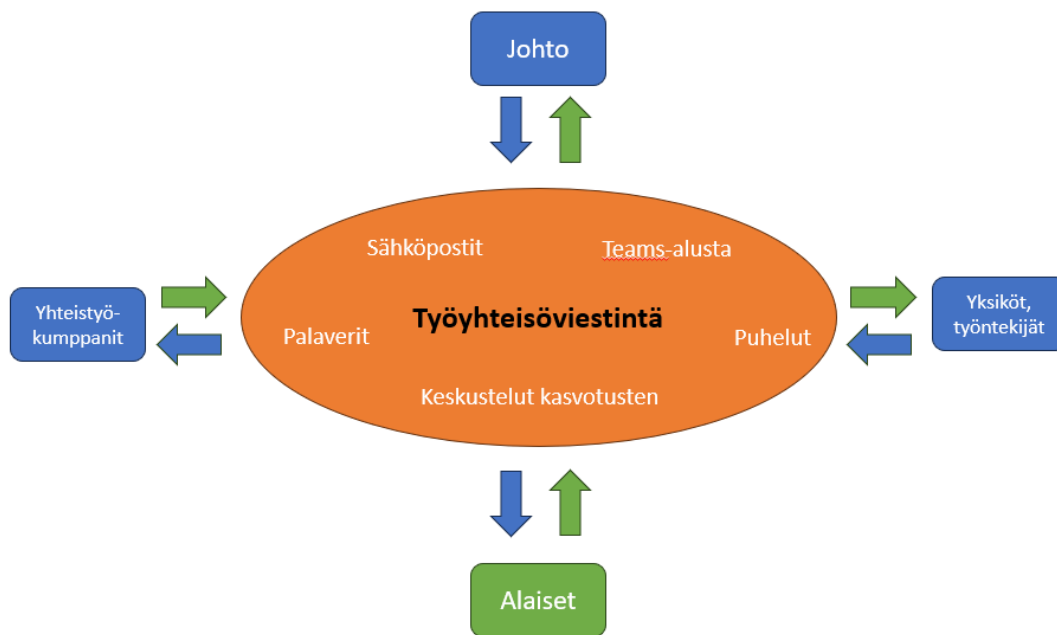 Johto
Sähköpostit
Teams-alusta
Yhteistyö-
kumppanit
Palaverit
Työyhteisöviestintä
Puhelut
Yksiköt,
työntekijät
Keskustelut kasvotusten
Alaiset